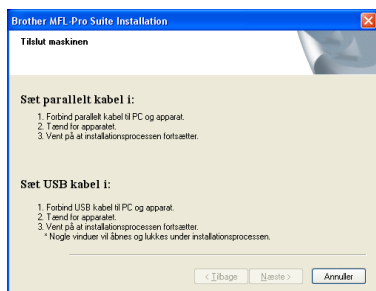 Brother MFL-Pro Suite Installation
Tilslut maskinen
Sæt parallelt kabel i:
1. Forbind parallelt kabel til PC og apparat.
2. Tænd for apparatet.
3. Vent på at installationsprocessen fortsætter.
Sæt USB kabel i:
1. Forbind USB kabel til PC og apparat.
2. Tænd for apparatet.
3. Vent på at installationsprocessen fortsætter.
* Nogle vinduer vil åbnes og lukkes under installationsprocessen.
< Tilbage Næste > Annuller